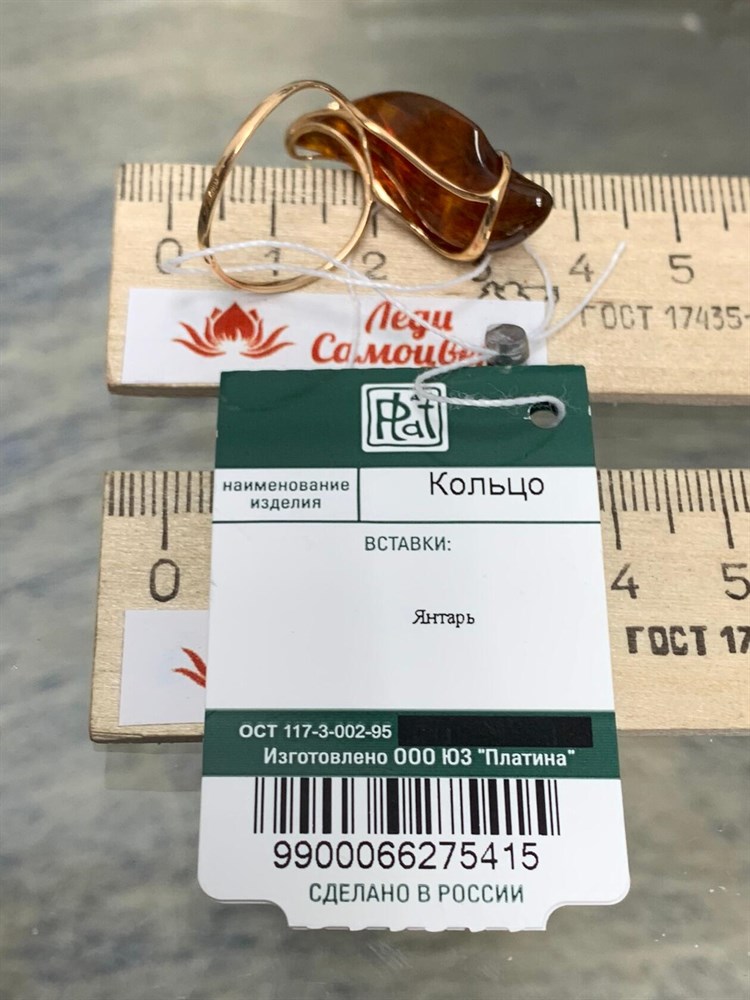 0 1 2 3 4 5
ГОСТ 17435-
Леди
Plat
наименование
изделия
Кольцо
ВСТАВКИ:
Янтарь
0 4 5
ГОСТ 17
ОСТ 117-3-002-95
Изготовлено ООО ЮЗ "Платина"
9900066275415
СДЕЛАНО В РОССИИ